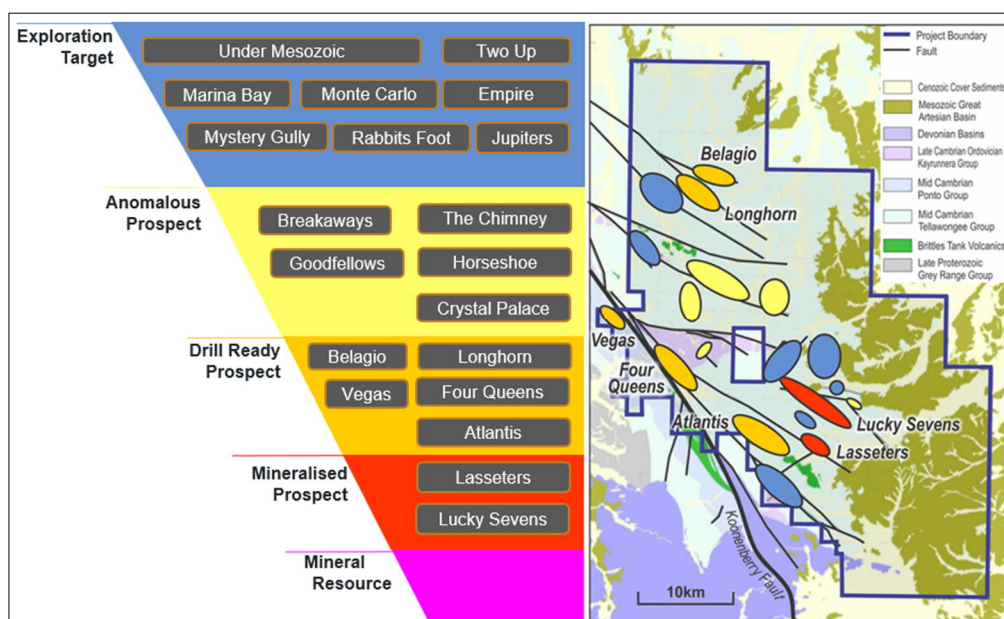 Exploration
Target
Under Mesozoic
Two Up
Marina Bay
Monte Carlo
Empire
Mystery Gully
Rabbits Foot
Jupiters
Anomalous
Prospect
Breakaways
The Chimney
Goodfellows
Horseshoe
Crystal Palace
Drill Ready
Prospect
Belagio
Longhorn
Vegas
Four Queens
Atlantis
Mineralised
Prospect
Lasseters
Lucky Sevens
Mineral
Resource
Project Boundary
Fault
Cenozoic Cover Sediments
Mesozoic Great
Artesian Basin
Devonian Basins
Late Cambrian Ordovician
Kayrunnera Group
Mid Cambrian
Ponto Group
Mid Cambrian
Teltawongee Group
Brittles Tank Volcanics
Late Proterozoic
Grey Range Group
Belagio
Longhorn
Vegas
Four
Queens
Atlantis
Lucky Sevens
Lasseters
Koonenberry Fault
10km